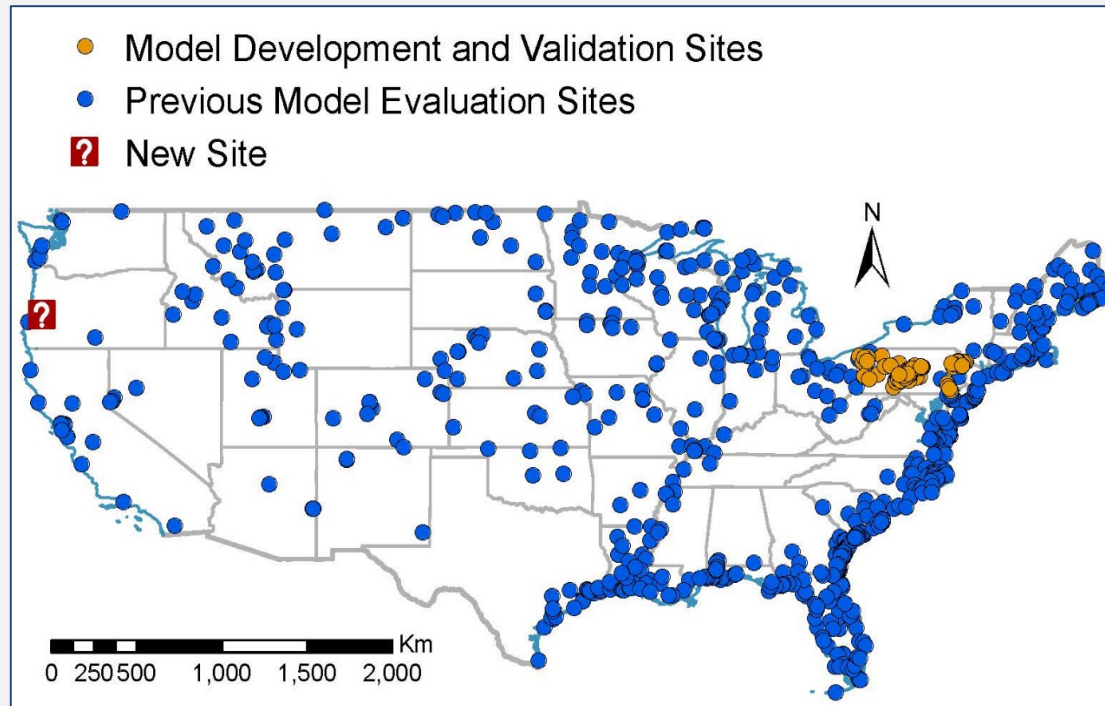 Model Development and Validation Sites
Previous Model Evaluation Sites
? New Site
N
?
Km
0 250 500 1,000 1,500 2,000